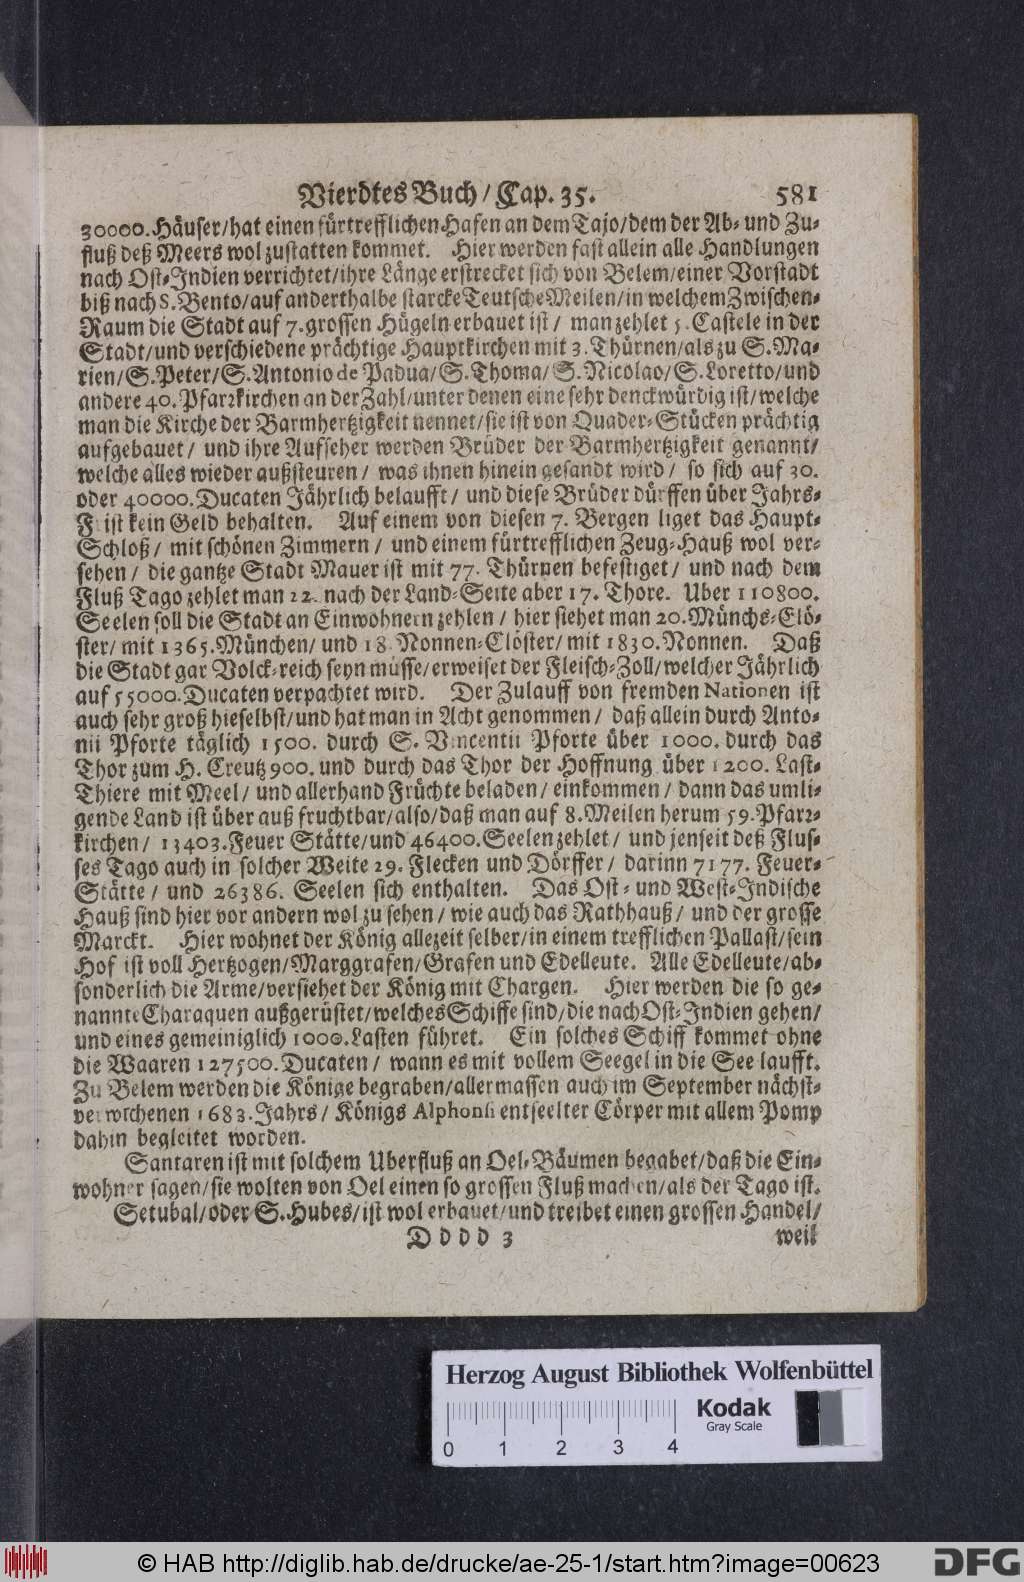 Vierdtes Buch / Cap. 35. 581
30000. Häuser/hat einen fürtrefflichen Hafen an dem Tajo/dem der Ab- und Zu-
fluß deß Meers wol zustatten kommet. Hier werden fast allein alle Handlungen
nach Ost-Indien verrichtet/ihre Länge erstrecket sich von Belem/einer Vorstadt
biß nach S. Bento/auf anderthalbe starcke Teutsche Meilen/in welchem Zwischen-
Raum die Stadt auf 7. grossen Hügeln erbauet ist / man zehlet 5. Castele in der
Stadt/und verschiedene prächtige Hauptkirchen mit 3. Thürnen/als zu S. Ma-
rien/S. Peter/S. Antonio de Padua/S. Thoma/S. Nicolao/S. Loretto/und
andere 40. Pfarrkirchen an der Zahl/unter denen eine sehr denckwürdig ist/welche
man die Kirche der Barmhertzigkeit nennet/sie ist von Quader-Stücken prächtig
aufgebauet / und ihre Aufseher werden Brüder der Barmhertzigkeit genannt/
welche alles wieder außsteuren / was ihnen hinein gesandt wird / so sich auf 30.
oder 40000. Ducaten Jährlich belaufft / und diese Brüder dürffen über Jahrs-
Frist kein Geld behalten. Auf einem von diesen 7. Bergen liget das Haupt-
Schloß / mit schönen Zimmern / und einem fürtrefflichen Zeug-Hauß wol ver-
sehen / die gantze Stadt Mauer ist mit 77. Thürnen befestiget / und nach dem
Fluß Tago zehlet man 22. nach der Land-Seite aber 17. Thore. Uber 110800.
Seelen soll die Stadt an Einwohnern zehlen / hier siehet man 20. Münchs-Clö-
ster/ mit 1365. München/ und 18 Nonnen-Clöster/ mit 1830. Nonnen. Daß
die Stadt gar Volck-reich seyn müsse/erweiset der Fleisch-Zoll/welcher Jährlich
auf 55000. Ducaten verpachtet wird. Der Zulauff von fremden Nationen ist
auch sehr groß hieselbst/und hat man in Acht genommen / daß allein durch Anto-
nii Pforte täglich 1500. durch S. Vincentii Pforte über 1000. durch das
Thor zum H. Creutz 900. und durch das Thor der Hoffnung über 1200. Last-
Thiere mit Meel / und allerhand Früchte beladen / einkommen / dann das umli-
gende Land ist über auß fruchtbar/also/daß man auf 8. Meilen herum 59. Pfarr-
kirchen / 13403. Feuer Stätte/und 46400. Seelen zehlet / und jenseit deß Flus-
ses Tago auch in solcher Weite 29. Flecken und Dörffer / darinn 7177. Feuer-
Stätte / und 26386. Seelen sich enthalten. Das Ost- und West-Indische
Hauß sind hier vor andern wol zu sehen / wie auch das Rathhauß / und der grosse
Marckt. Hier wohnet der König allezeit selber/in einem trefflichen Pallast/sein
Hof ist voll Hertzogen/Marggrafen/Grafen und Edelleute. Alle Edelleute/ab-
sonderlich die Arme/versiehet der König mit Chargen. Hier werden die so ge-
nannte Charaquen außgerüstet/welches Schiffe sind/die nach Ost-Indien gehen/
und eines gemeiniglich 1000. Lasten führet. Ein solches Schiff kommet ohne
die Waaren 127500. Ducaten / wann es mit vollem Seegel in die See laufft.
Zu Belem werden die Könige begraben/allermassen auch im September nächst-
verwichenen 1683. Jahrs / Königs Alphonsi entseelter Cörper mit allem Pomp
dahin begleitet worden.
Santaren ist mit solchem Uberfluß an Oel-Bäumen begabet/daß die Ein-
wohner sagen/sie wolten von Oel einen so grossen Fluß machen/als der Tago ist.
Setubal/oder S. Hubes/ist wol erbauet/und treibet einen grossen Handel/
D d d d 3 weil
Herzog August Bibliothek Wolfenbüttel
Kodak
Gray Scale
0 1 2 3 4
© HAB http://diglib.hab.de/drucke/ae-25-1/start.htm?image=00623
DFG